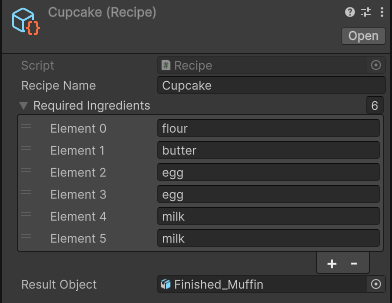 Cupcake (Recipe)
Open
Script Recipe
Recipe Name Cupcake
Required Ingredients 6
Element 0 flour
Element 1 butter
Element 2 egg
Element 3 egg
Element 4 milk
Element 5 milk
+ -
Result Object Finished_Muffin